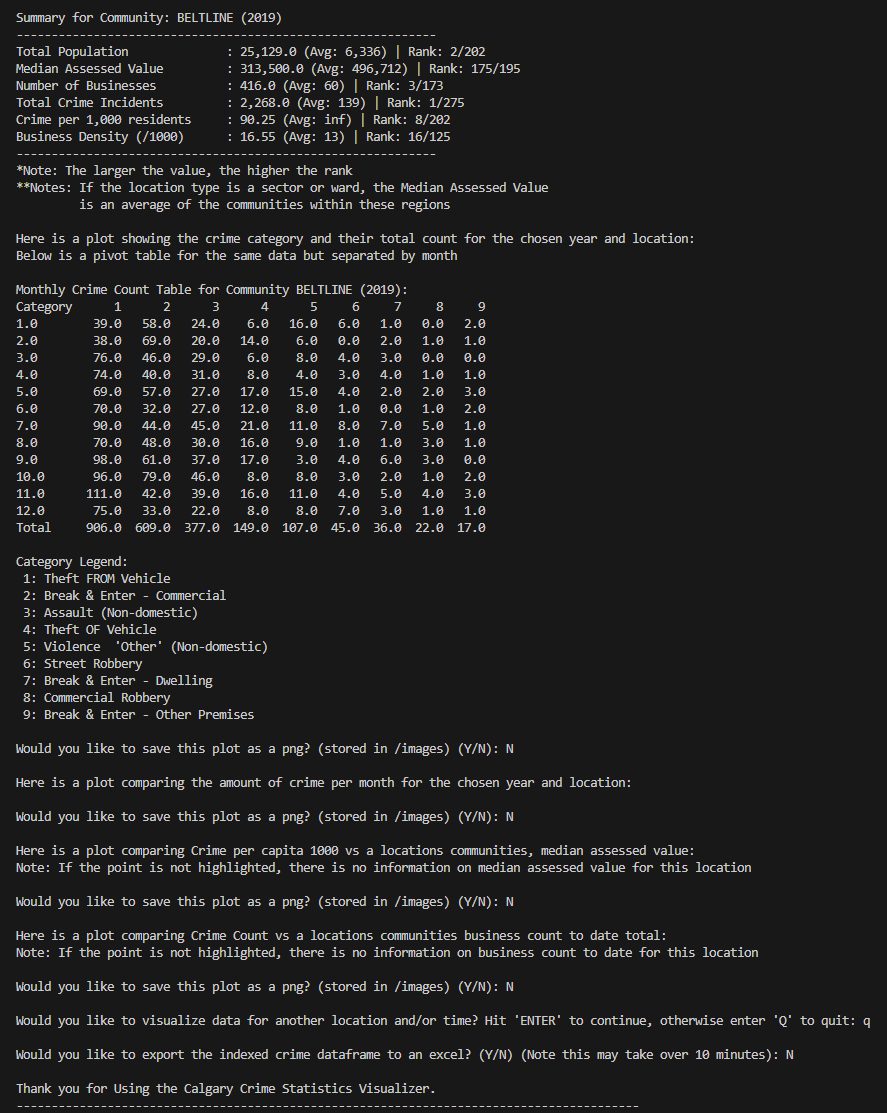 Summary for Community: BELTLINE (2019)
------------------------------------------------------------
Total Population              : 25,129.0 (Avg: 6,336) | Rank: 2/202
Median Assessed Value         : 313,500.0 (Avg: 496,712) | Rank: 175/195
Number of Businesses          : 416.0 (Avg: 60) | Rank: 3/173
Total Crime Incidents         : 2,268.0 (Avg: 139) | Rank: 1/275
Crime per 1,000 residents     : 90.25 (Avg: inf) | Rank: 8/202
Business Density (/1000)      : 16.55 (Avg: 13) | Rank: 16/125
------------------------------------------------------------
*Note: The larger the value, the higher the rank
**Notes: If the location type is a sector or ward, the Median Assessed Value
         is an average of the communities within these regions

Here is a plot showing the crime category and their total count for the chosen year and location:
Below is a pivot table for the same data but separated by month

Monthly Crime Count Table for Community BELTLINE (2019):
Category      1      2      3      4      5     6     7     8     9
1.0        39.0   58.0   24.0    6.0   16.0   6.0   1.0   0.0   2.0
2.0        38.0   69.0   20.0   14.0    6.0   0.0   2.0   1.0   1.0
3.0        76.0   46.0   29.0    6.0    8.0   4.0   3.0   0.0   0.0
4.0        74.0   40.0   31.0    8.0    4.0   3.0   4.0   1.0   1.0
5.0        69.0   57.0   27.0   17.0   15.0   4.0   2.0   2.0   3.0
6.0        70.0   32.0   27.0   12.0    8.0   1.0   0.0   1.0   2.0
7.0        90.0   44.0   45.0   21.0   11.0   8.0   7.0   5.0   1.0
8.0        70.0   48.0   30.0   16.0    9.0   1.0   1.0   3.0   1.0
9.0        98.0   61.0   37.0   17.0    3.0   4.0   6.0   3.0   0.0
10.0       96.0   79.0   46.0    8.0    8.0   3.0   2.0   1.0   2.0
11.0      111.0   42.0   39.0   16.0   11.0   4.0   5.0   4.0   3.0
12.0       75.0   33.0   22.0    8.0    8.0   7.0   3.0   1.0   1.0
Total     906.0  609.0  377.0  149.0  107.0  45.0  36.0  22.0  17.0

Category Legend:
 1: Theft FROM Vehicle
 2: Break & Enter - Commercial
 3: Assault (Non-domestic)
 4: Theft OF Vehicle
 5: Violence  'Other' (Non-domestic)
 6: Street Robbery
 7: Break & Enter - Dwelling
 8: Commercial Robbery
 9: Break & Enter - Other Premises

Would you like to save this plot as a png? (stored in /images) (Y/N): N

Here is a plot comparing the amount of crime per month for the chosen year and location:

Would you like to save this plot as a png? (stored in /images) (Y/N): N

Here is a plot comparing Crime per capita 1000 vs a locations communities, median assessed value:
Note: If the point is not highlighted, there is no information on median assessed value for this location

Would you like to save this plot as a png? (stored in /images) (Y/N): N

Here is a plot comparing Crime Count vs a locations communities business count to date total:
Note: If the point is not highlighted, there is no information on business count to date for this location

Would you like to save this plot as a png? (stored in /images) (Y/N): N

Would you like to visualize data for another location and/or time? Hit 'ENTER' to continue, otherwise enter 'Q' to quit: q

Would you like to export the indexed crime dataframe to an excel? (Y/N) (Note this may take over 10 minutes): N

Thank you for Using the Calgary Crime Statistics Visualizer.
-----------------------------------------------------------------------------------------